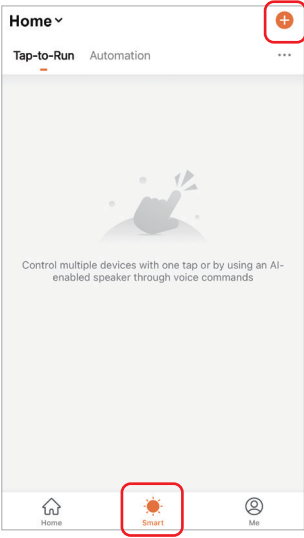 Home
Tap-to-Run Automation
Control multiple devices with one tap or by using an AI-
enabled speaker through voice commands
Home Smart Me